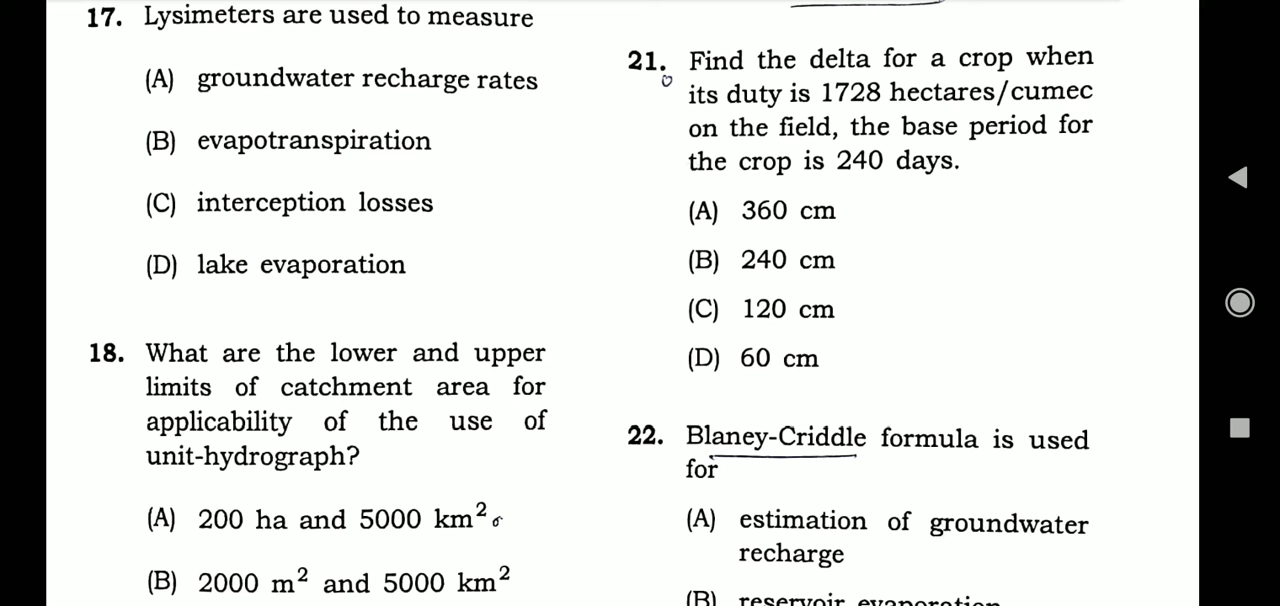 17. Lysimeters are used to measure
(A) groundwater recharge rates
(B) evapotranspiration
(C) interception losses
(D) lake evaporation
18. What are the lower and upper
limits of catchment area for
applicability of the use of
unit-hydrograph?
(A) 200 ha and 5000 km²
(B) 2000 m² and 5000 km²
21. Find the delta for a crop when
its duty is 1728 hectares/cumec
on the field, the base period for
the crop is 240 days.
(A) 360 cm
(B) 240 cm
(C) 120 cm
(D) 60 cm
22. Blaney-Criddle formula is used
for
(A) estimation of groundwater
recharge
(B) reservoir evaporation